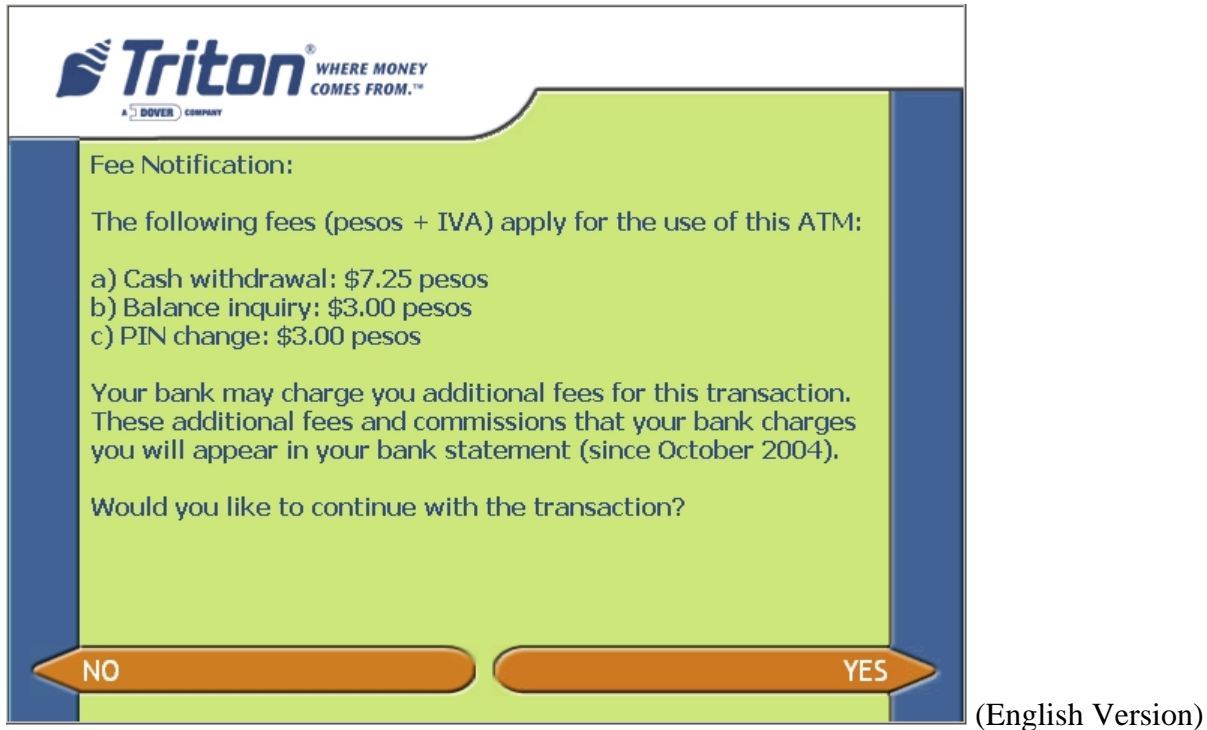 Triton® WHERE MONEY
COMES FROM.™
A DOVER COMPANY
Fee Notification:
The following fees (pesos + IVA) apply for the use of this ATM:
a) Cash withdrawal: $7.25 pesos
b) Balance inquiry: $3.00 pesos
c) PIN change: $3.00 pesos
Your bank may charge you additional fees for this transaction.
These additional fees and commissions that your bank charges
you will appear in your bank statement (since October 2004).
Would you like to continue with the transaction?
NO YES
(English Version)